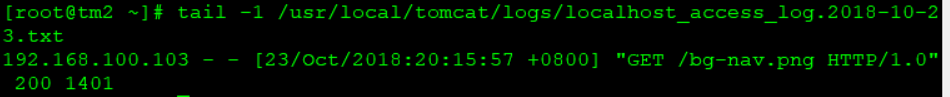 [root@tm2 ~]# tail -1 /usr/local/tomcat/logs/localhost_access_log.2018-10-2
3.txt
192.168.100.103 - - [23/Oct/2018:20:15:57 +0800] "GET /bg-nav.png HTTP/1.0"
 200 1401